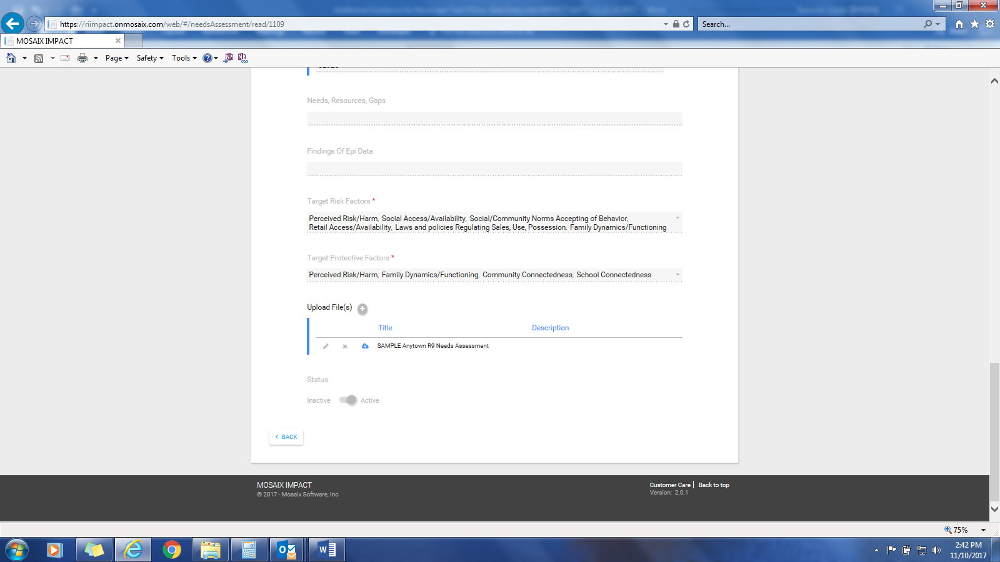 https://riimpact.onmosaix.com/web/#/needsAssessment/read/1109
Search...
MOSAIX IMPACT
Page
Safety
Tools
Needs, Resources, Gaps
Findings Of Epi Data
Target Risk Factors *
Perceived Risk/Harm, Social Access/Availability, Social/Community Norms Accepting of Behavior,
Retail Access/Availability, Laws and policies Regulating Sales, Use, Possession, Family Dynamics/Functioning
Target Protective Factors *
Perceived Risk/Harm, Family Dynamics/Functioning, Community Connectedness, School Connectedness
Upload File(s)
Title Description
SAMPLE Anytown R9 Needs Assessment
Status
Inactive Active
BACK
MOSAIX IMPACT
© 2017 - Mosaix Software, Inc
Customer Care | Back to top
Version: 2.0.1
75%
2:42 PM
11/10/2017